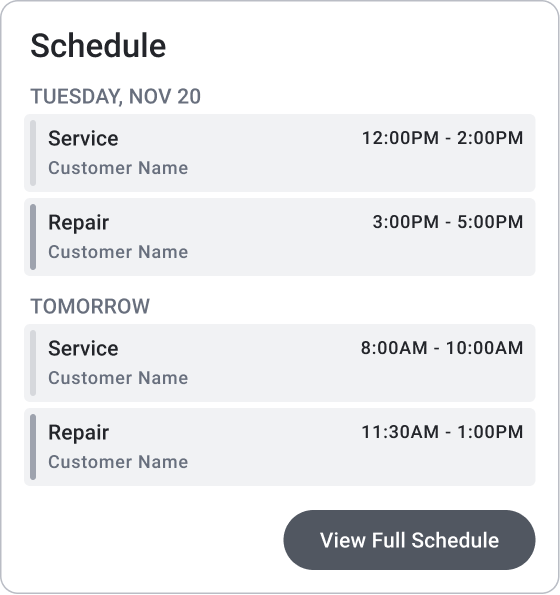 Schedule
TUESDAY, NOV 20
Service 12:00PM - 2:00PM
Customer Name
Repair 3:00PM - 5:00PM
Customer Name
TOMORROW
Service 8:00AM - 10:00AM
Customer Name
Repair 11:30AM - 1:00PM
Customer Name
View Full Schedule